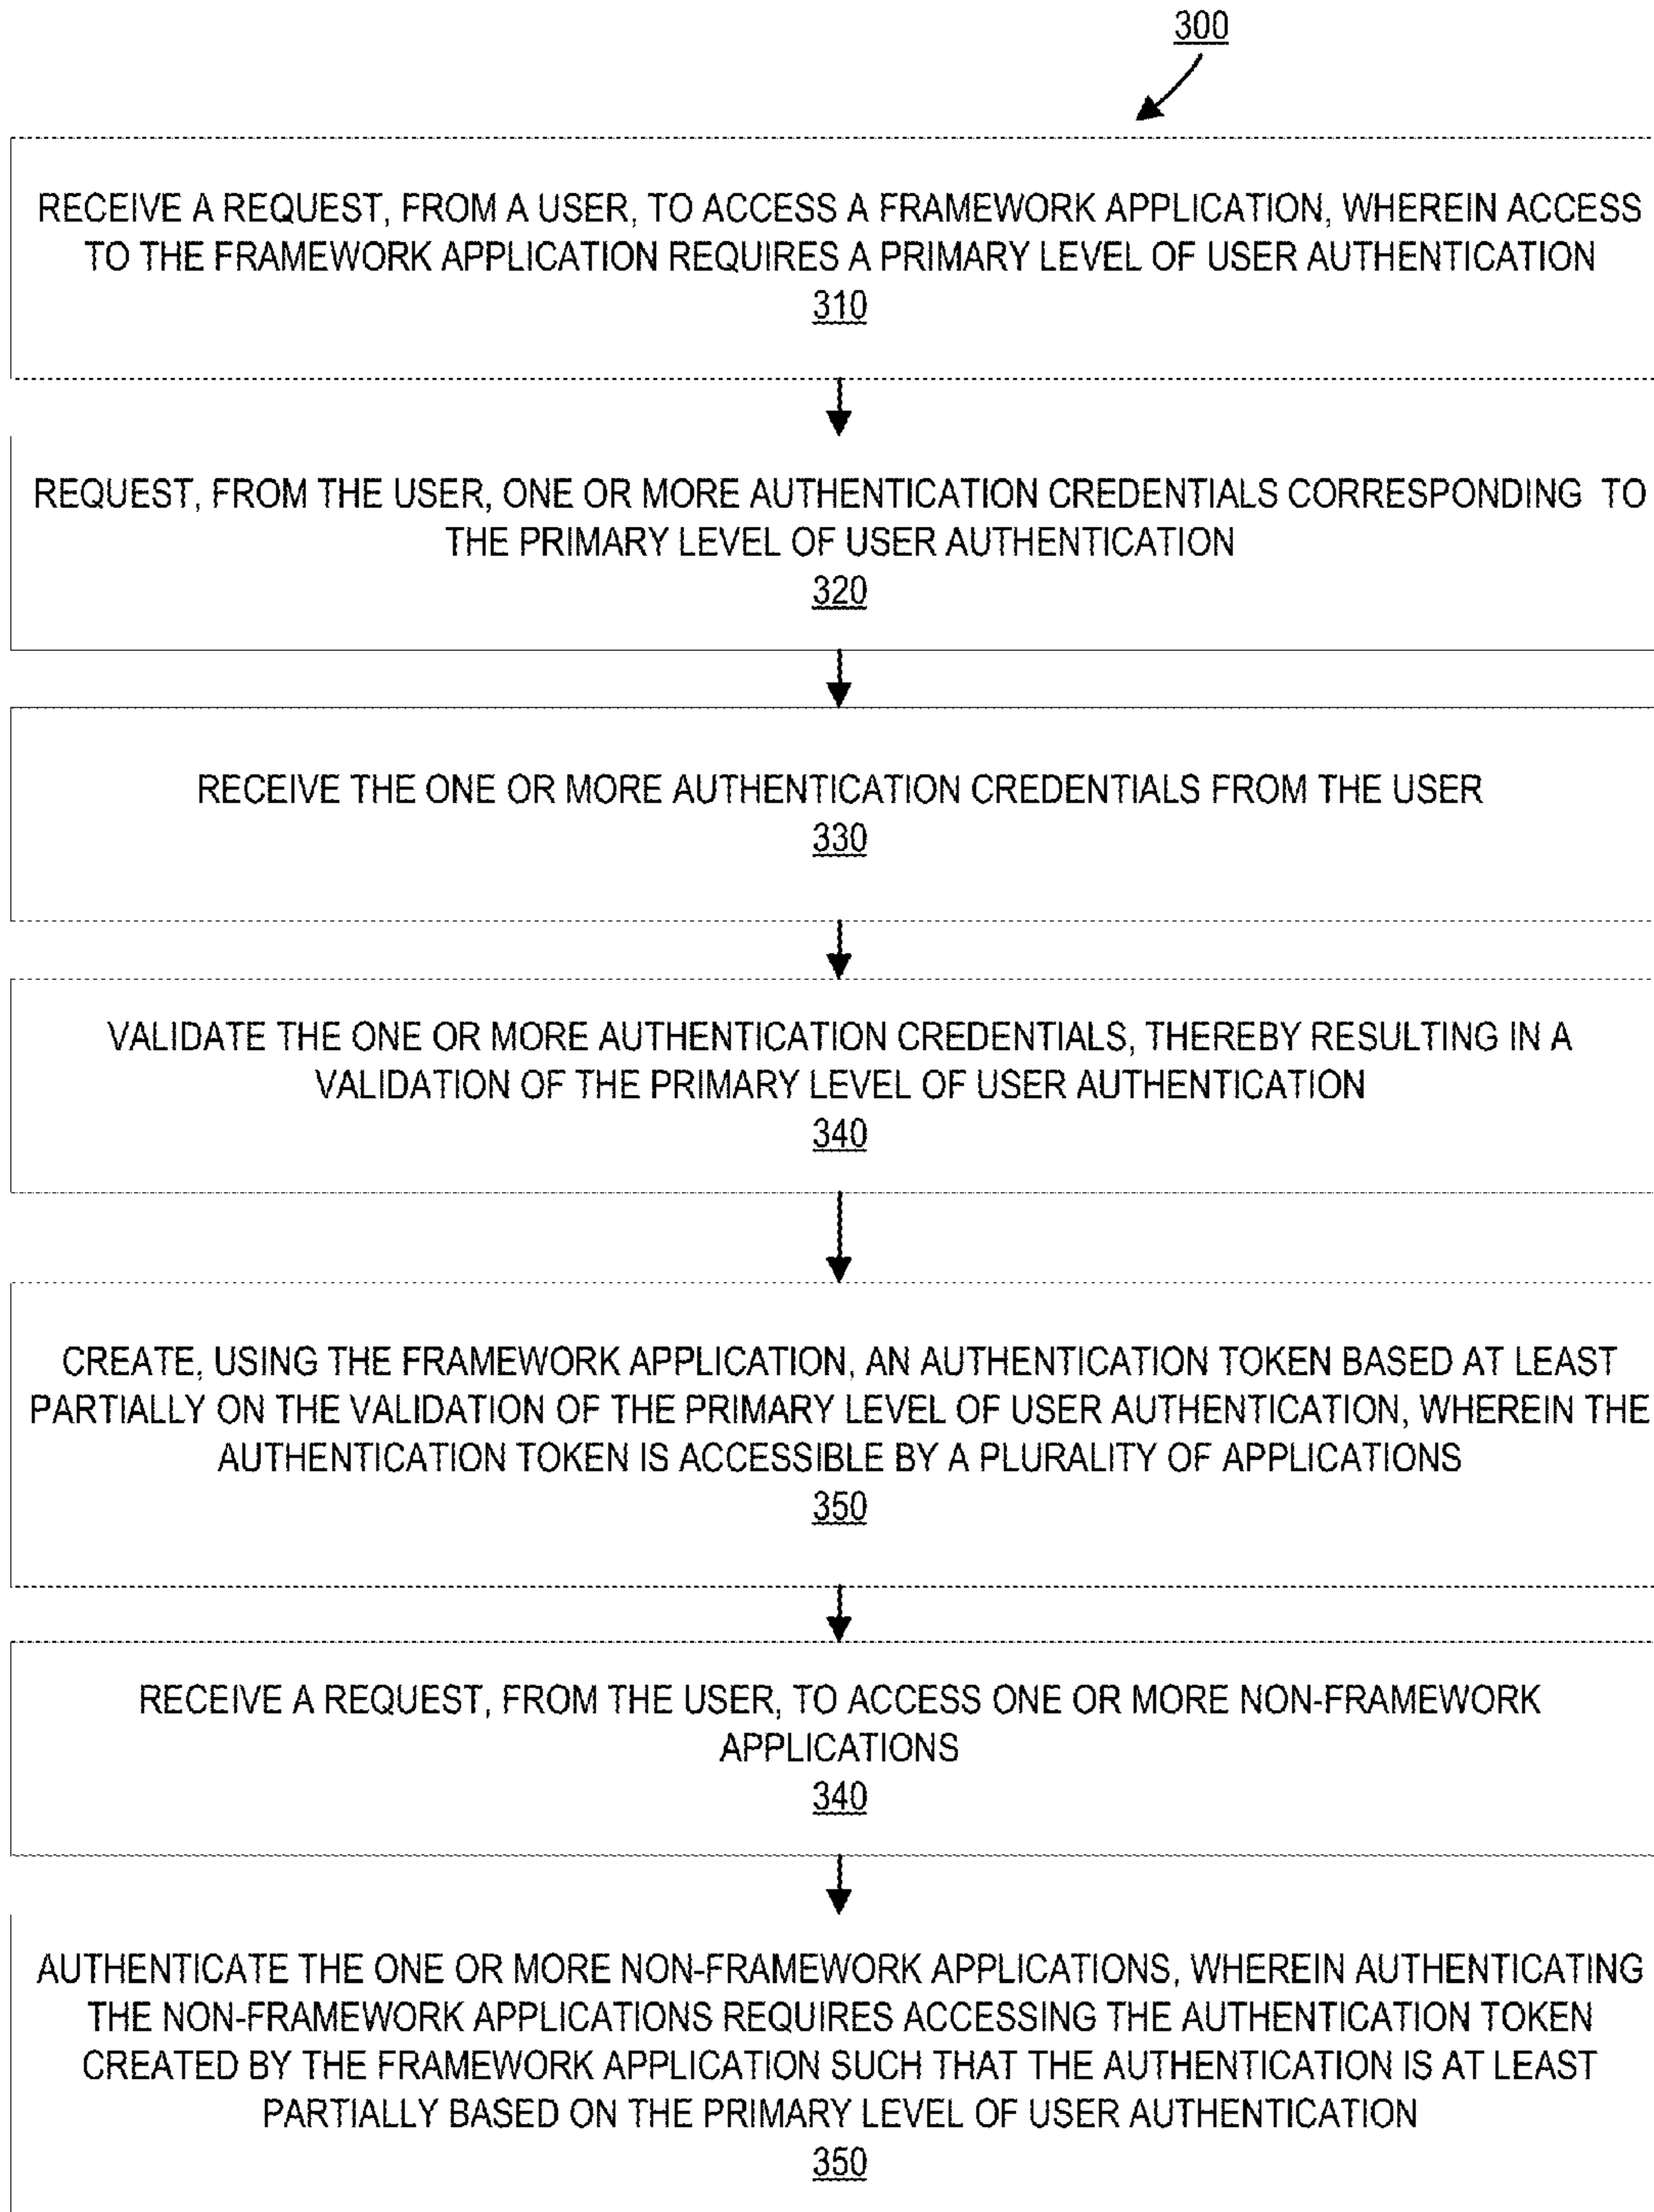 300
RECEIVE A REQUEST, FROM A USER, TO ACCESS A FRAMEWORK APPLICATION, WHEREIN ACCESS
TO THE FRAMEWORK APPLICATION REQUIRES A PRIMARY LEVEL OF USER AUTHENTICATION
310
REQUEST, FROM THE USER, ONE OR MORE AUTHENTICATION CREDENTIALS CORRESPONDING TO
THE PRIMARY LEVEL OF USER AUTHENTICATION
320
RECEIVE THE ONE OR MORE AUTHENTICATION CREDENTIALS FROM THE USER
330
VALIDATE THE ONE OR MORE AUTHENTICATION CREDENTIALS, THEREBY RESULTING IN A
VALIDATION OF THE PRIMARY LEVEL OF USER AUTHENTICATION
340
CREATE, USING THE FRAMEWORK APPLICATION, AN AUTHENTICATION TOKEN BASED AT LEAST
PARTIALLY ON THE VALIDATION OF THE PRIMARY LEVEL OF USER AUTHENTICATION, WHEREIN THE
AUTHENTICATION TOKEN IS ACCESSIBLE BY A PLURALITY OF APPLICATIONS
350
RECEIVE A REQUEST, FROM THE USER, TO ACCESS ONE OR MORE NON-FRAMEWORK
APPLICATIONS
340
AUTHENTICATE THE ONE OR MORE NON-FRAMEWORK APPLICATIONS, WHEREIN AUTHENTICATING
THE NON-FRAMEWORK APPLICATIONS REQUIRES ACCESSING THE AUTHENTICATION TOKEN
CREATED BY THE FRAMEWORK APPLICATION SUCH THAT THE AUTHENTICATION IS AT LEAST
PARTIALLY BASED ON THE PRIMARY LEVEL OF USER AUTHENTICATION
350